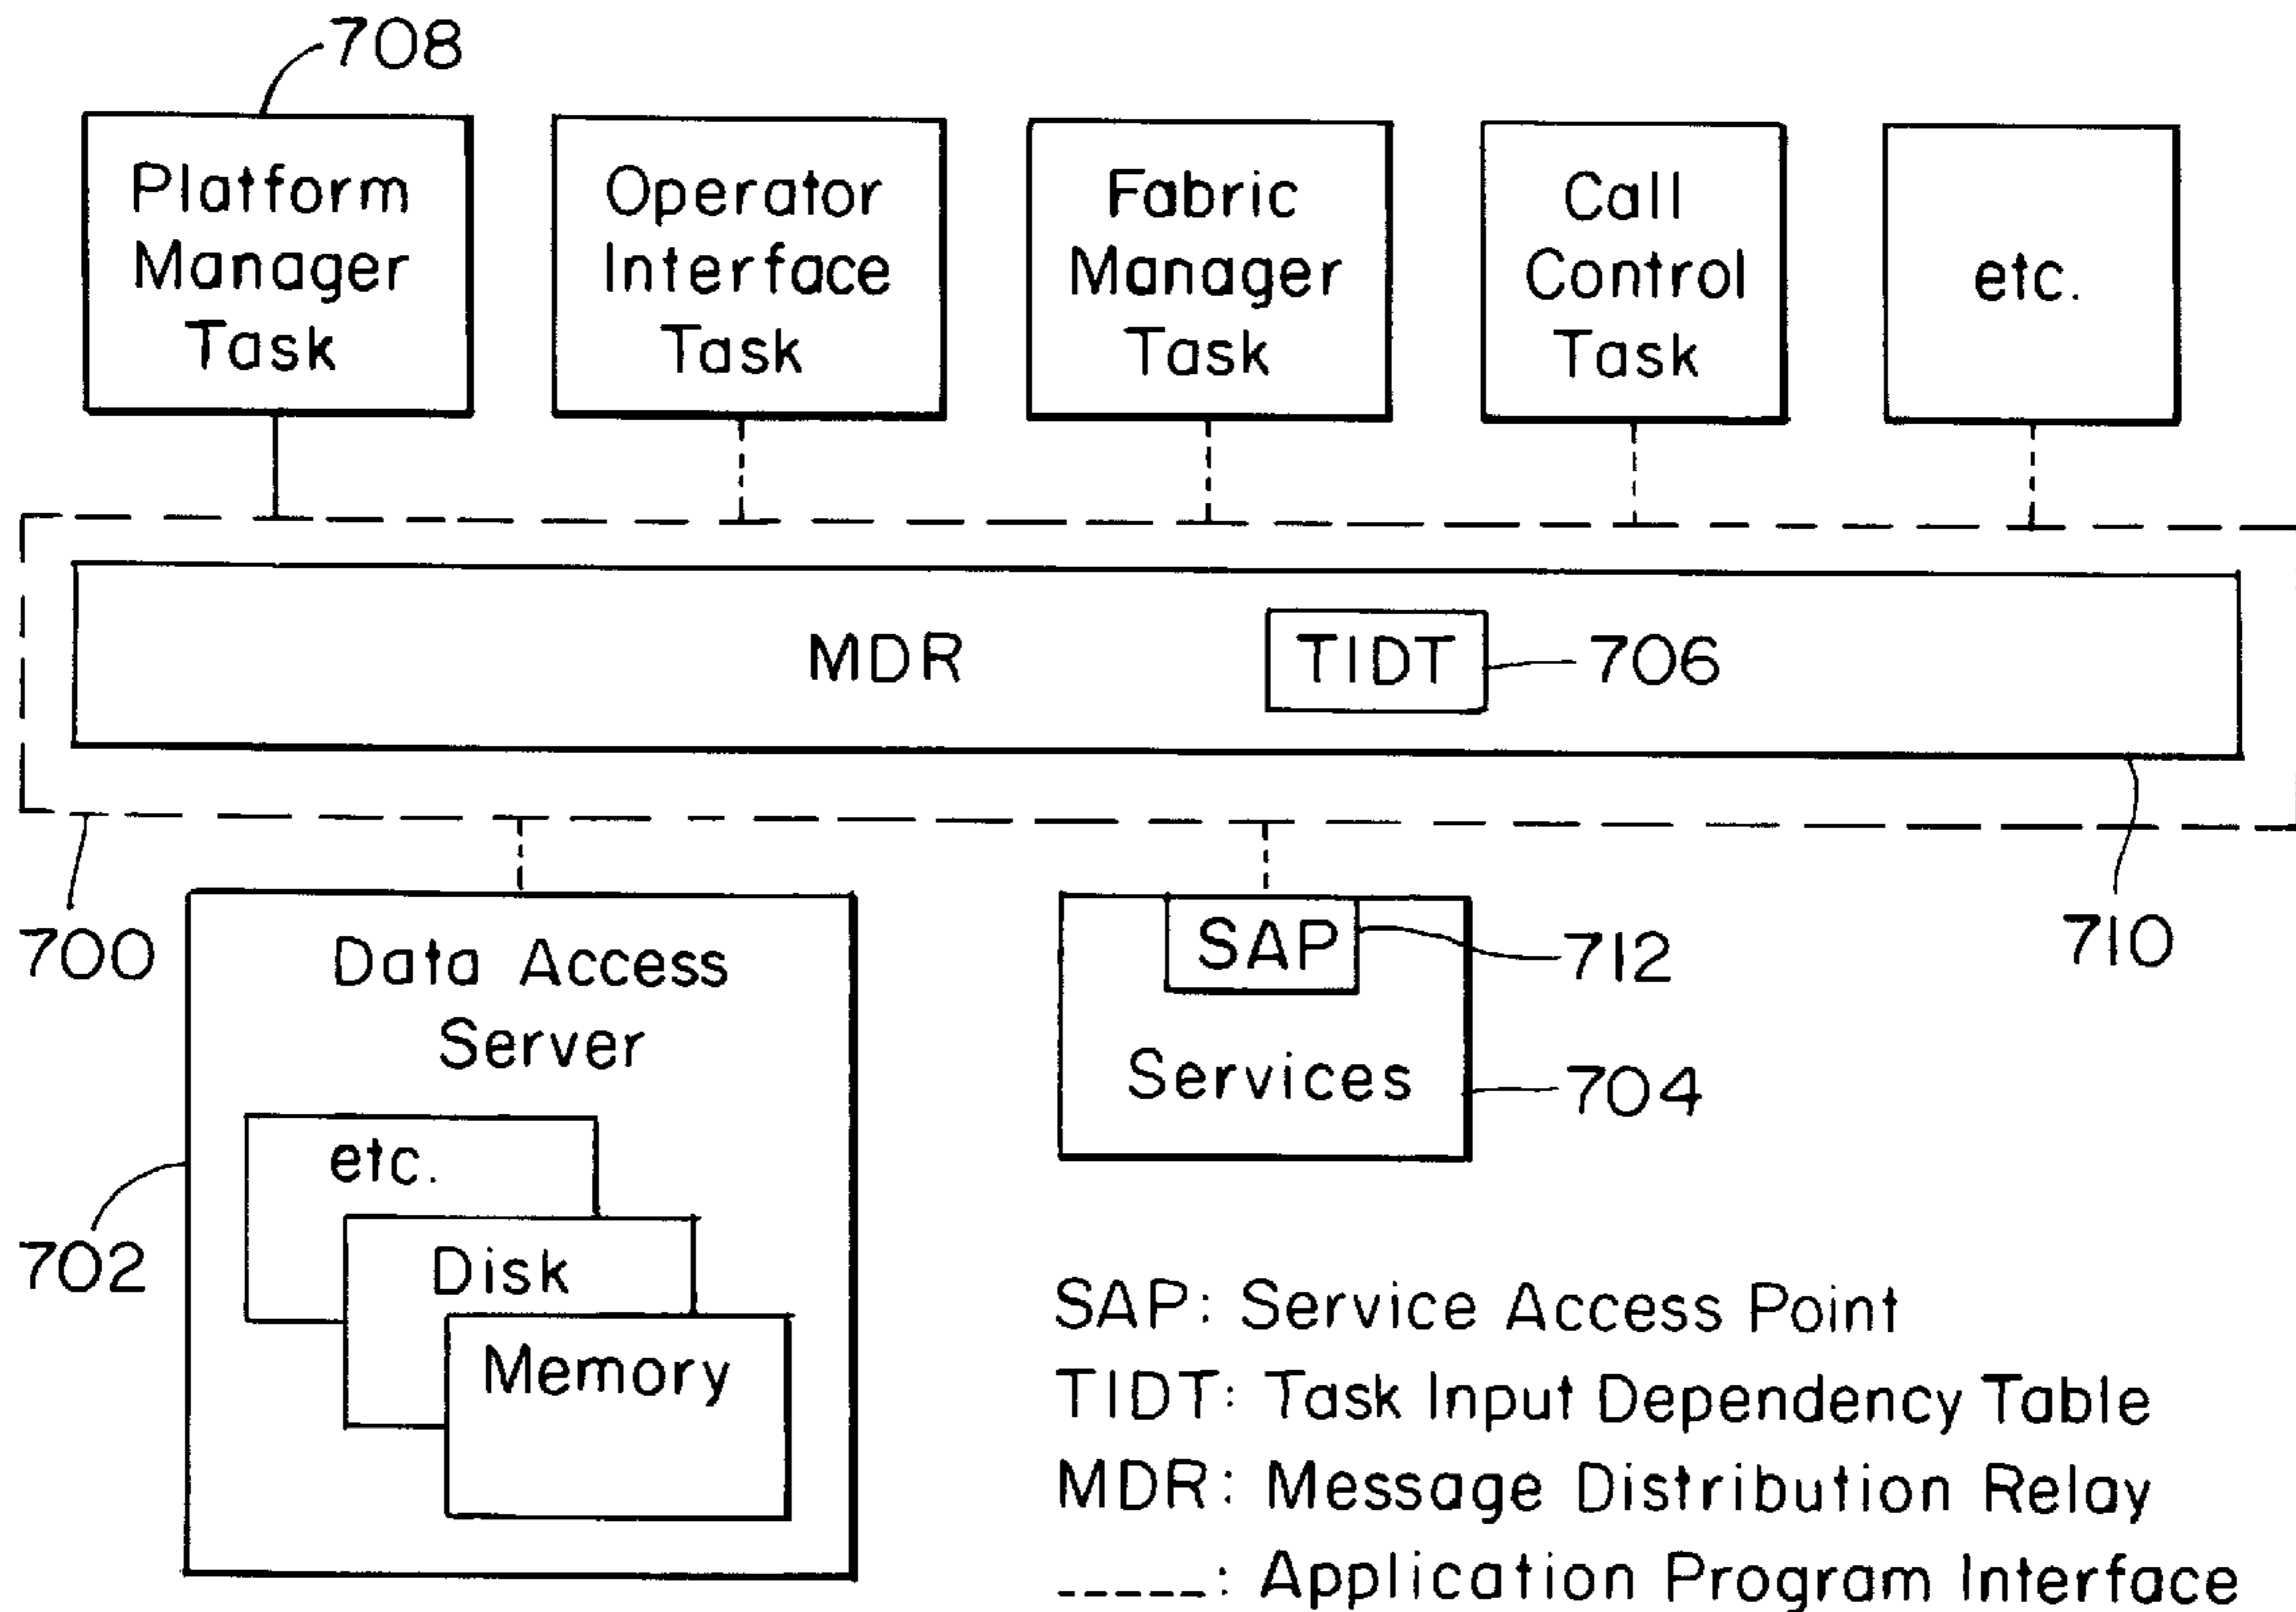 708
Platform
Manager
Task
Operator
Interface
Task
Fabric
Manager
Task
Call
Control
Task
etc.
MDR
TIDT
706
700
710
Data Access
Server
etc.
Disk
Memory
702
SAP
712
Services
704
SAP: Service Access Point
TIDT: Task Input Dependency Table
MDR: Message Distribution Relay
-----: Application Program Interface